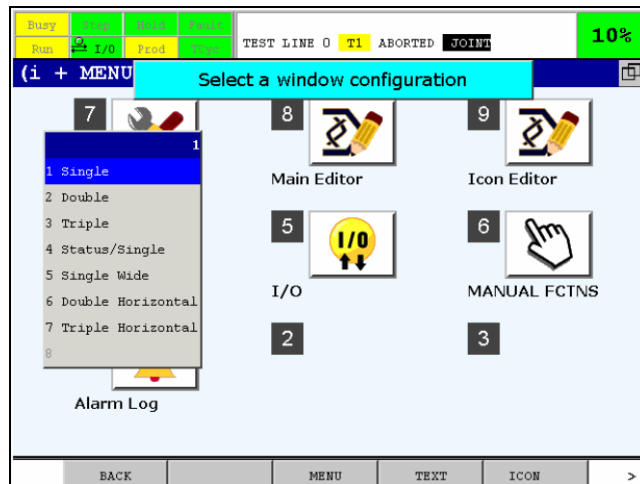 Busy Step Hold Fault
Run I/O Prod TCyc
TEST LINE 0 T1 ABORTED JOINT
10%
(i + MENU
Select a window configuration
7
8
9
1
1 Single
2 Double
3 Triple
4 Status/Single
5 Single Wide
6 Double Horizontal
7 Triple Horizontal
8
Main Editor
Icon Editor
5
I/O
6
I/O
MANUAL FCTNS
2
3
Alarm Log
BACK MENU TEXT ICON >